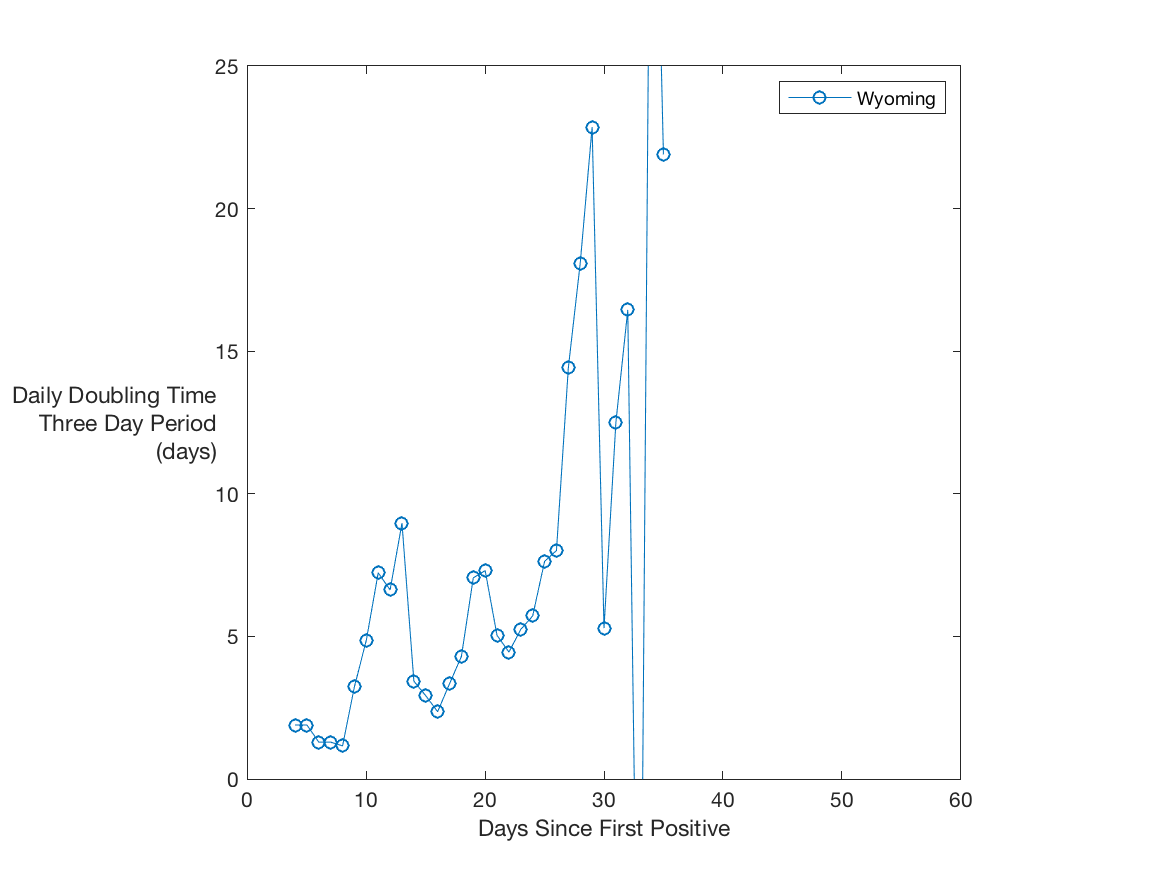 25
Wyoming
20
15
Daily Doubling Time
Three Day Period
(days)
10
5
0
0 10 20 30 40 50 60
Days Since First Positive